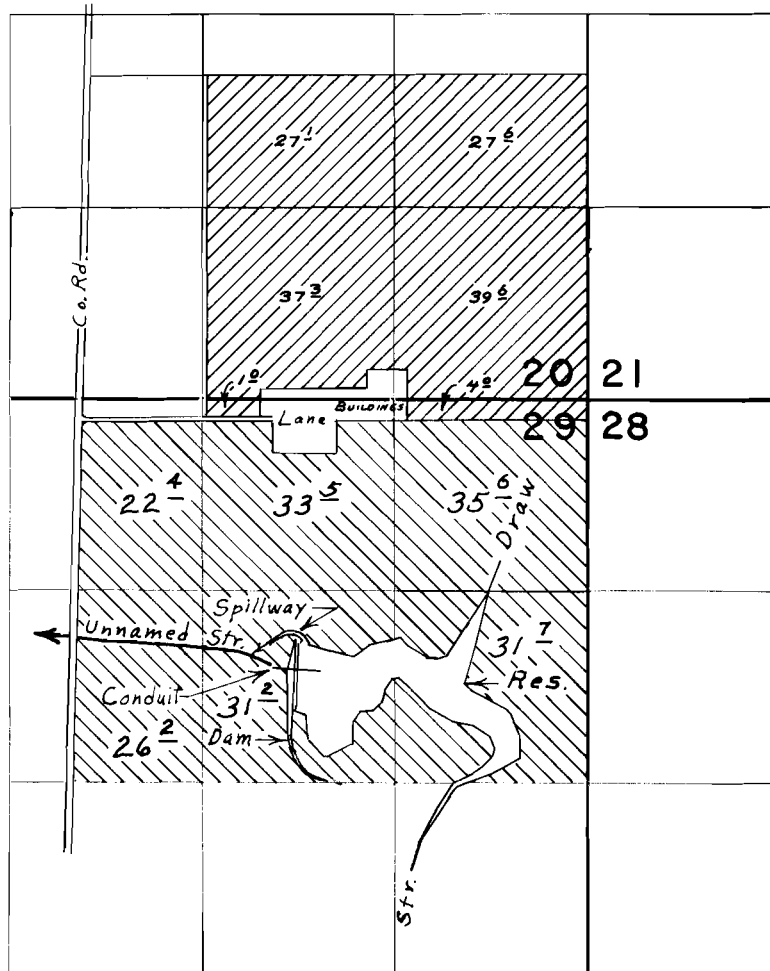 27 1
27 6
Co. Rd.
37 3
39 6
20 21
.1 0
.4 0
BUILDINGS
Lane
29 28
22 4
33 5
35 6
Draw
Spillway
Unnamed Str.
31 7
Res.
Conduit
31 2
26 2
Dam
Str.